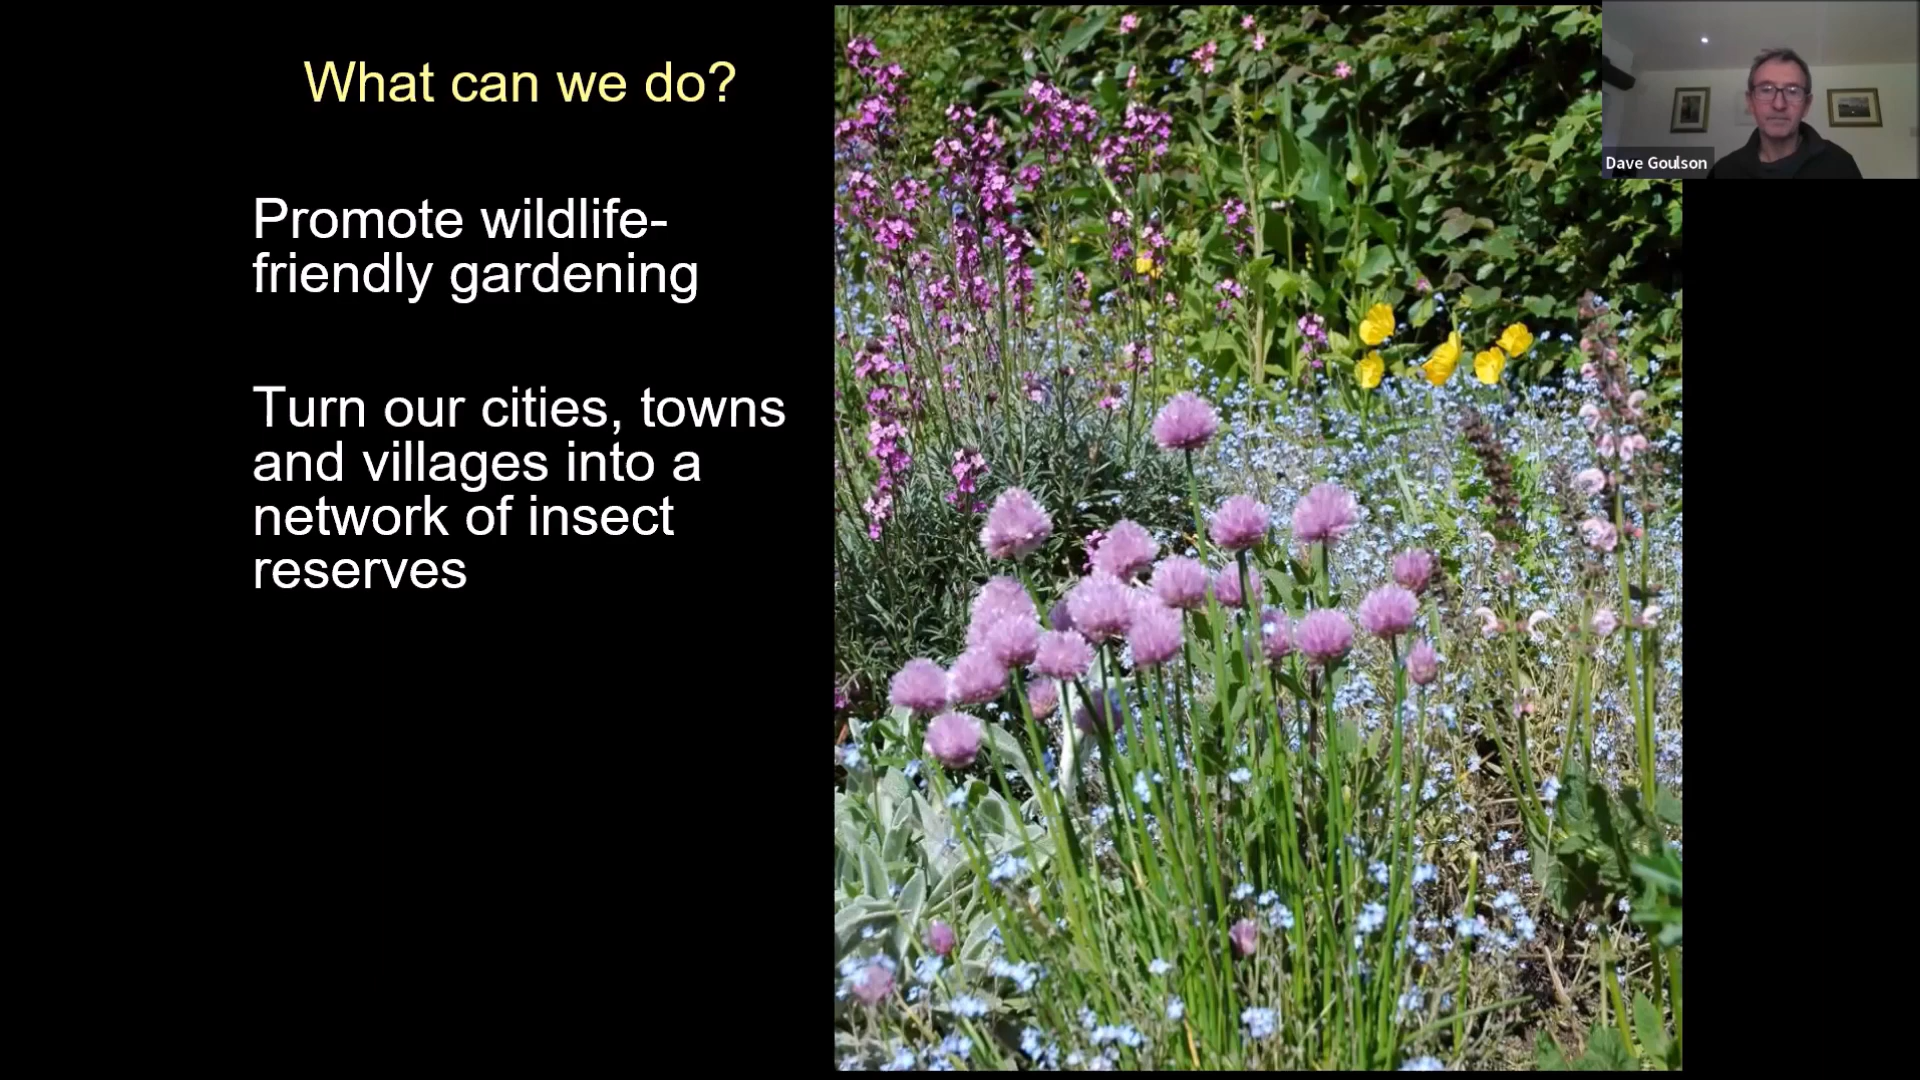 What can we do?
Promote wildlife-
friendly gardening
Turn our cities, towns
and villages into a
network of insect
reserves
Dave Goulson